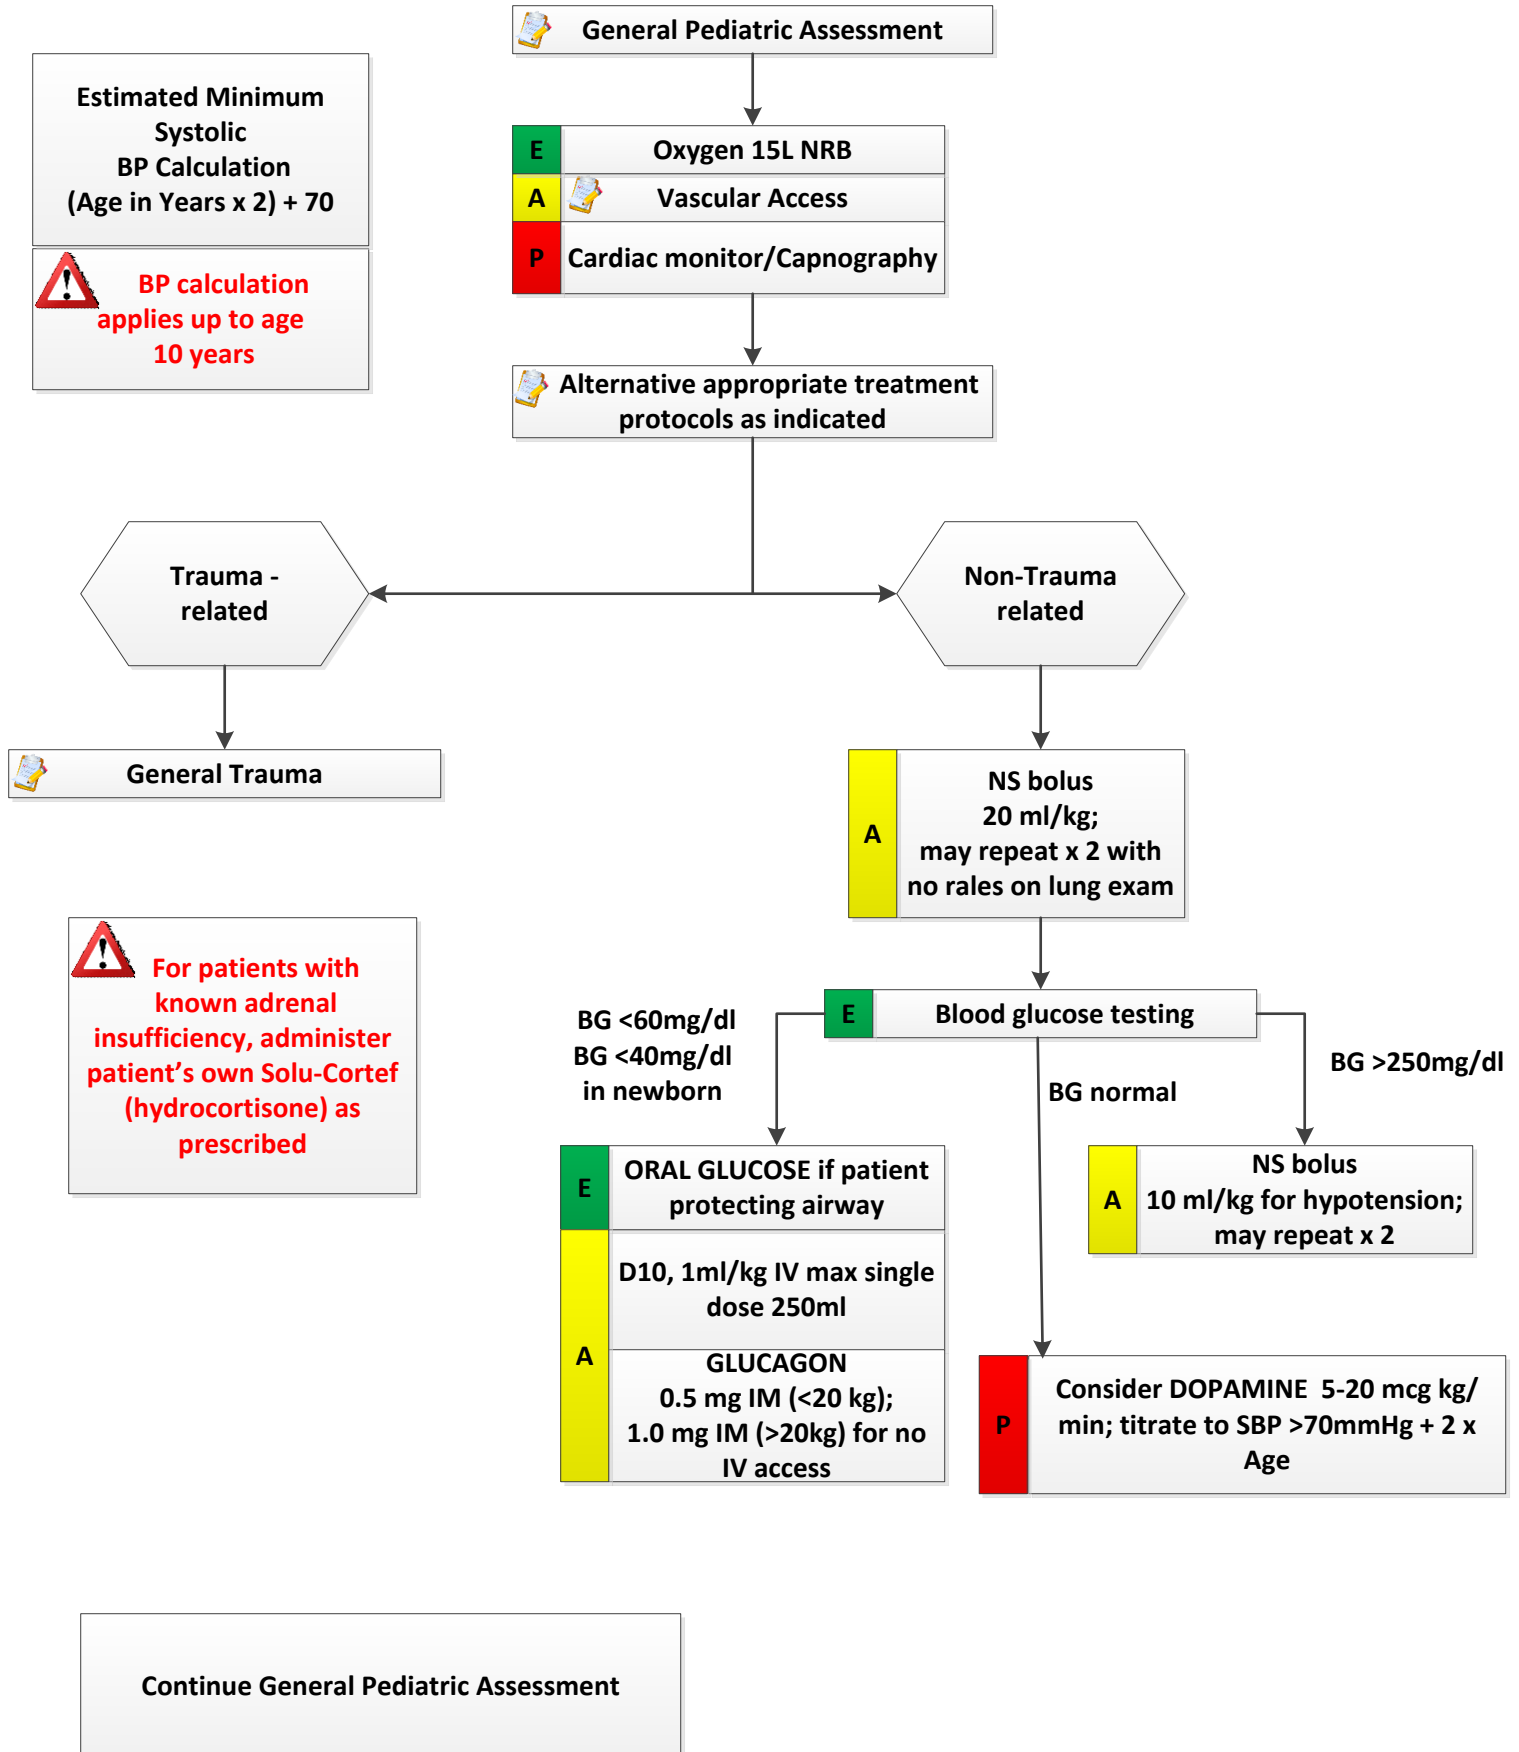 General Pediatric Assessment
Estimated Minimum
Systolic
BP Calculation
(Age in Years x 2) + 70
BP calculation
applies up to age
10 years
E
Oxygen 15L NRB
A
Vascular Access
P
Cardiac monitor/Capnography
Alternative appropriate treatment
protocols as indicated
Trauma -
related
Non-Trauma
related
General Trauma
A
NS bolus
20 ml/kg;
may repeat x 2 with
no rales on lung exam
For patients with
known adrenal
insufficiency, administer
patient's own Solu-Cortef
(hydrocortisone) as
prescribed
E
Blood glucose testing
BG <60mg/dl
BG <40mg/dl
in newborn
BG normal
BG >250mg/dl
E
ORAL GLUCOSE if patient
protecting airway
A
D10, 1ml/kg IV max single
dose 250ml
GLUCAGON
0.5 mg IM (<20 kg);
1.0 mg IM (>20kg) for no
IV access
A
NS bolus
10 ml/kg for hypotension;
may repeat x 2
P
Consider DOPAMINE  5-20 mcg kg/
min; titrate to SBP >70mmHg + 2 x
Age
Continue General Pediatric Assessment